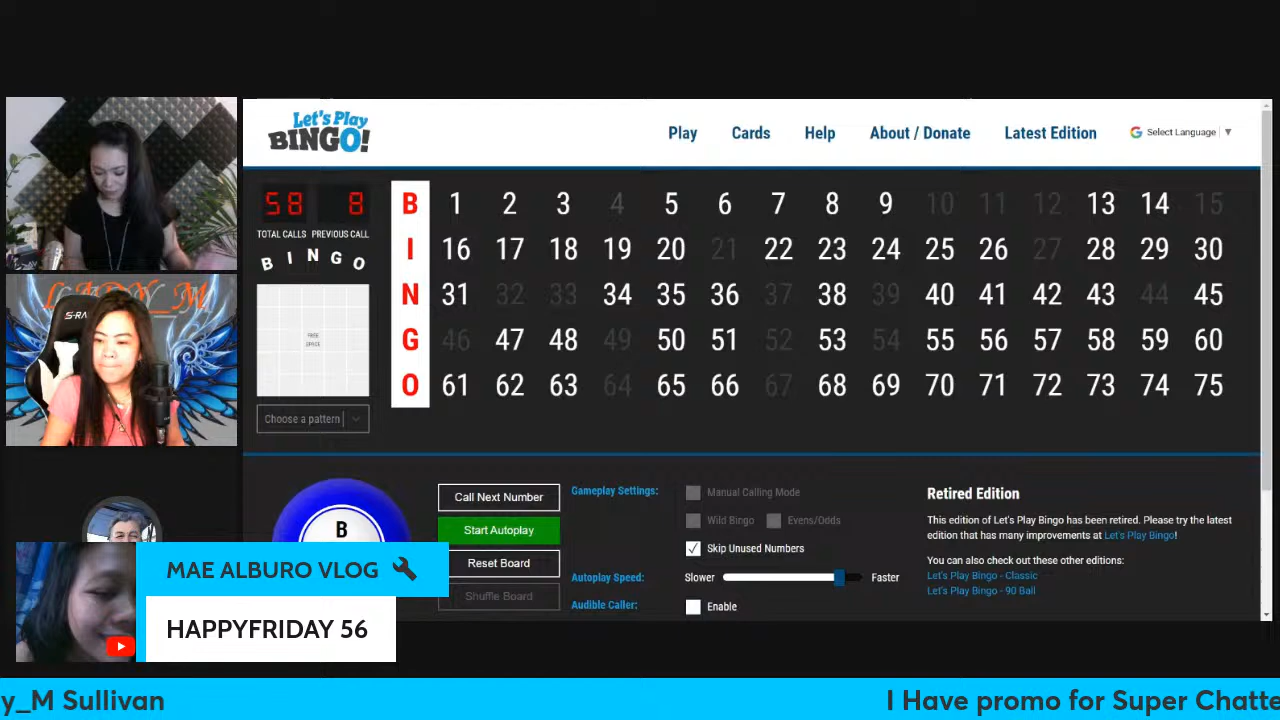 Let's Play
BINGO!
Play Cards Help About / Donate Latest Edition Select Language
58 8
TOTAL CALLS PREVIOUS CALL
B I N G O
FREE
SPACE
Choose a pattern
B 1 2 3 4 5 6 7 8 9 10 11 12 13 14 15
I 16 17 18 19 20 21 22 23 24 25 26 27 28 29 30
N 31 32 33 34 35 36 37 38 39 40 41 42 43 44 45
G 46 47 48 49 50 51 52 53 54 55 56 57 58 59 60
O 61 62 63 64 65 66 67 68 69 70 71 72 73 74 75
LADY_M
S-RA
B
Call Next Number
Start Autoplay
Reset Board
Shuffle Board
Gameplay Settings:
Manual Calling Mode
Wild Bingo Evens/Odds
Skip Unused Numbers
Autoplay Speed: Slower Faster
Audible Caller: Enable
Retired Edition
This edition of Let's Play Bingo has been retired. Please try the latest
edition that has many improvements at Let's Play Bingo!
You can also check out these other editions:
Let's Play Bingo - Classic
Let's Play Bingo - 90 Ball
MAE ALBURO VLOG
HAPPYFRIDAY 56
y_M Sullivan I Have promo for Super Chatte